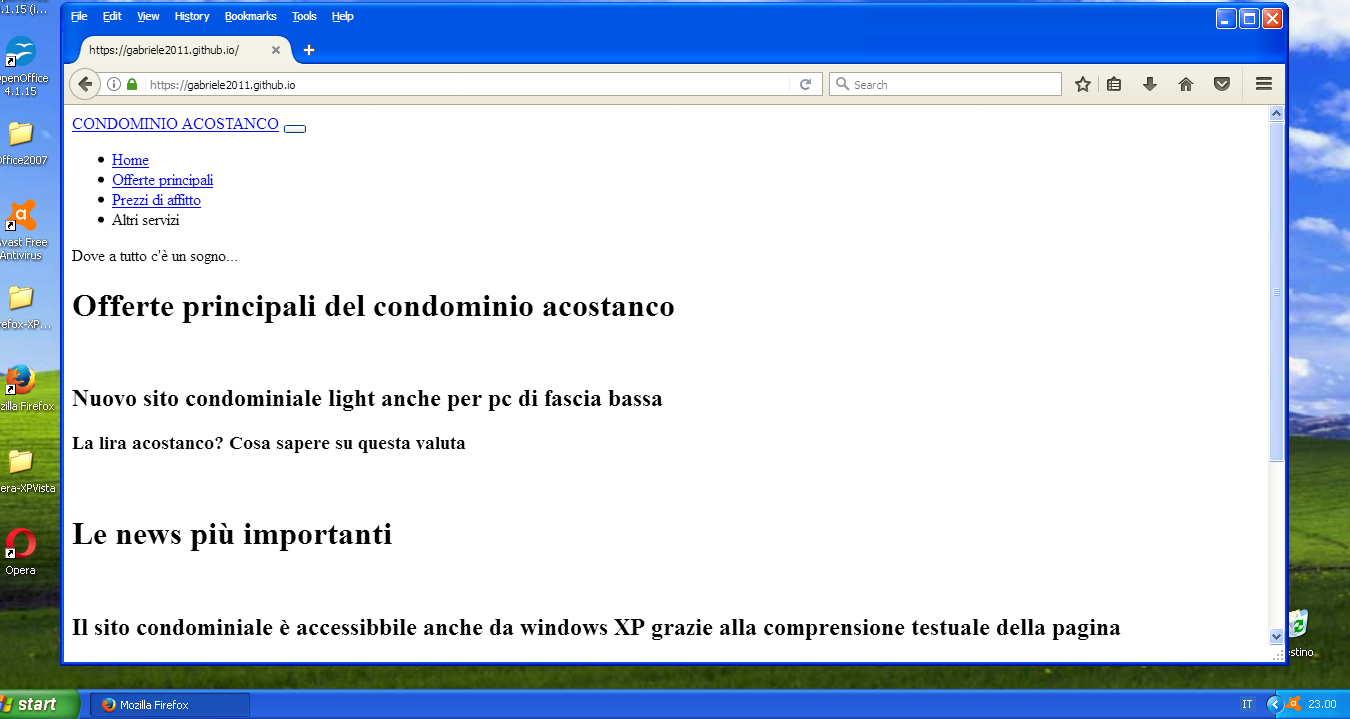 .1.15 (i...
File Edit View History Bookmarks Tools Help
https://gabriele2011.github.io/
https://gabriele2011.github.io
Search
penOffice
4.1.15
ffice2007
vast Free
Antivirus
refox-XP...
zilla Firefox
era-XPVista
Opera
CONDOMINIO ACOSTANCO
Home
Offerte principali
Prezzi di affitto
Altri servizi
Dove a tutto c'è un sogno...
Offerte principali del condominio acostanco
Nuovo sito condominiale light anche per pc di fascia bassa
La lira acostanco? Cosa sapere su questa valuta
Le news più importanti
Il sito condominiale è accessibbile anche da windows XP grazie alla comprensione testuale della pagina
estino
start
Mozilla Firefox
IT
23.00